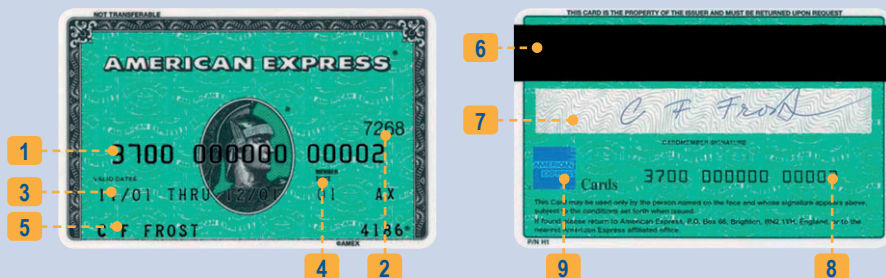 NOT TRANSFERABLE
AMERICAN EXPRESS
7268
3700 000000 00002
VALID DATES
MEMBER
THRU 12/01
AX
C F FROST
4186
©AMEX
1
2
3
4
5
THIS CARD IS THE PROPERTY OF THE ISSUER AND MUST BE RETURNED UPON REQUEST
C F Frost
CARDMEMBER SIGNATURE
AMERICAN
EXPRESS
Cards
3700 000000 00002
This Card may be used only by the person named on the face and whose signature appears above,
subject to the conditions set forth when issued.
If found please return to American Express, P.O. Box 66, Brighton, BN2 1YH, England, or to the
nearest American Express affiliated office.
P/N H1
6
7
8
9